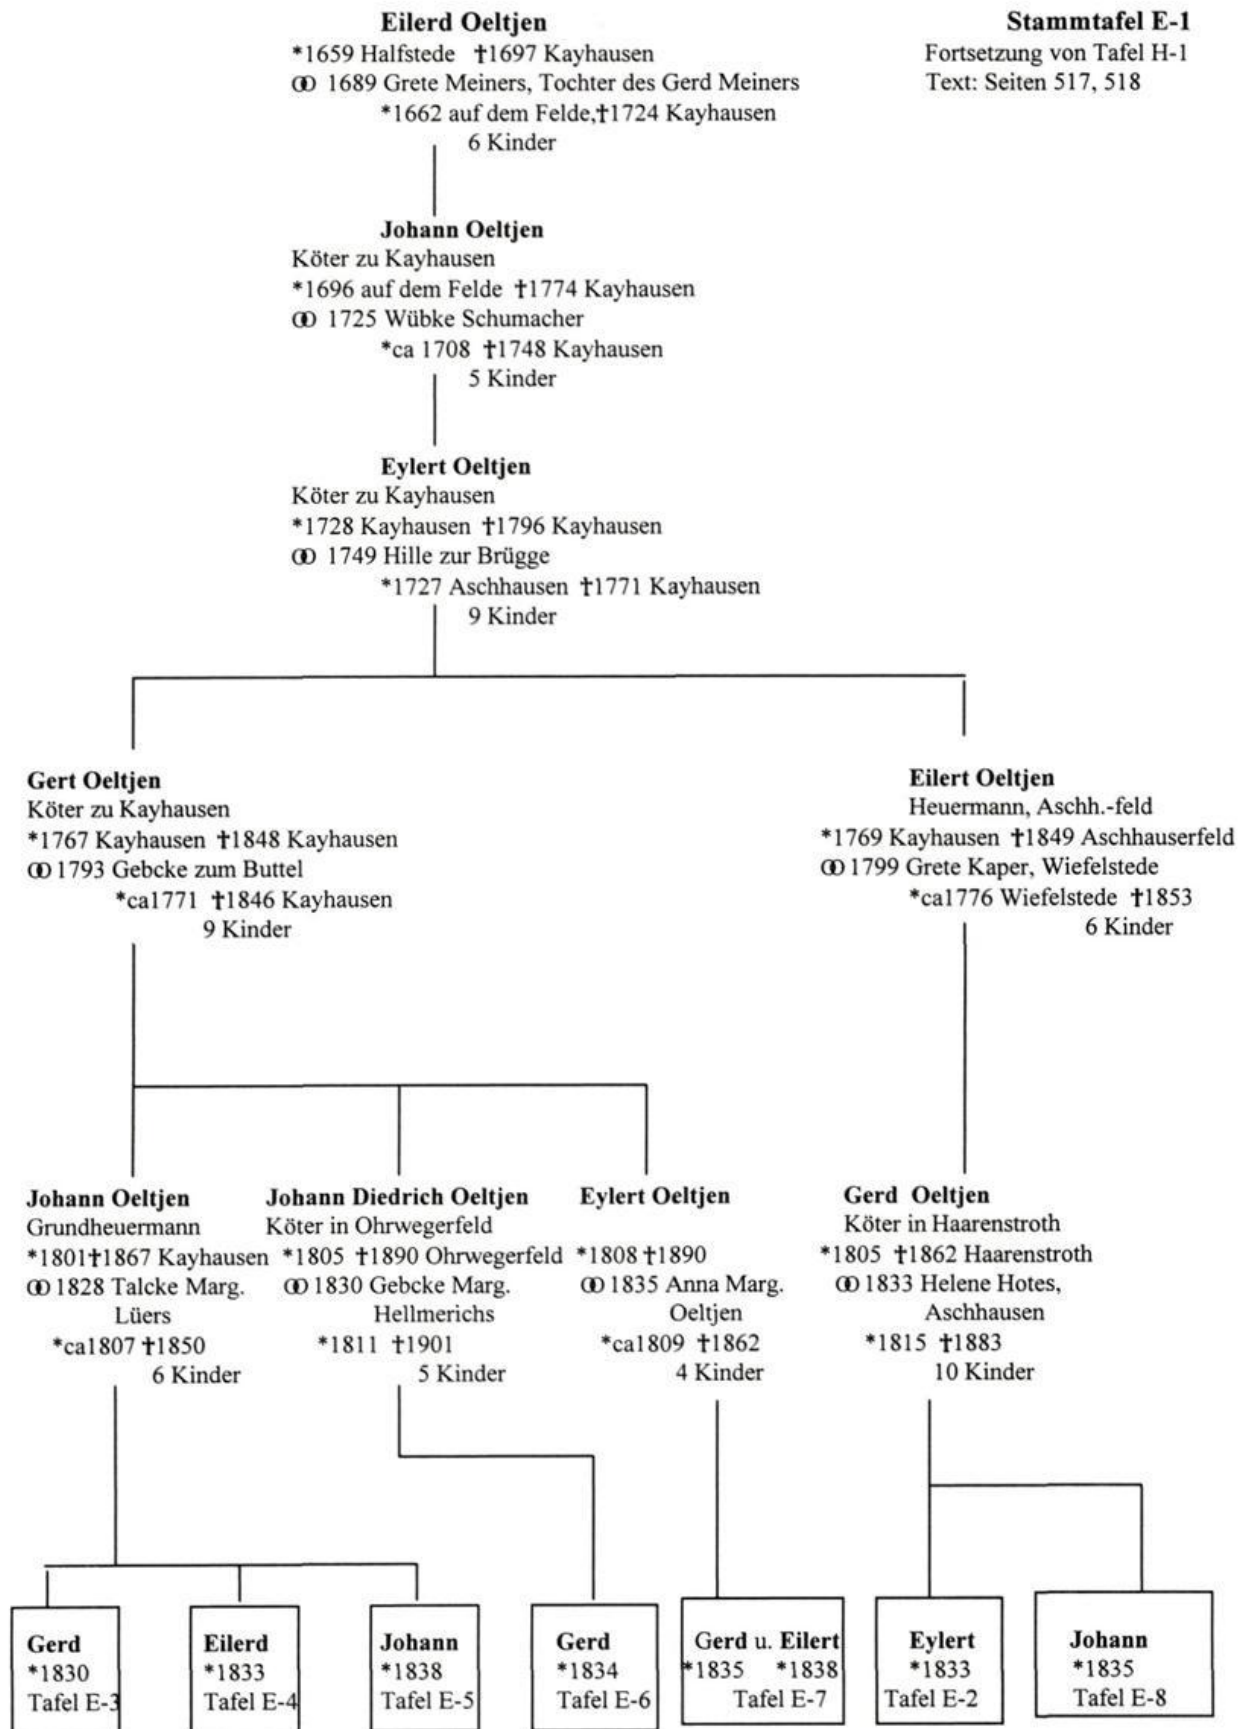 Eilerd Oeltjen
*1659 Halfstede †1697 Kayhausen
⚭ 1689 Grete Meiners, Tochter des Gerd Meiners
*1662 auf dem Felde,†1724 Kayhausen
6 Kinder
Stammtafel E-1
Fortsetzung von Tafel H-1
Text: Seiten 517, 518
Johann Oeltjen
Köter zu Kayhausen
*1696 auf dem Felde †1774 Kayhausen
⚭ 1725 Wübke Schumacher
*ca 1708 †1748 Kayhausen
5 Kinder
Eylert Oeltjen
Köter zu Kayhausen
*1728 Kayhausen †1796 Kayhausen
⚭ 1749 Hille zur Brügge
*1727 Aschhausen †1771 Kayhausen
9 Kinder
Gert Oeltjen
Köter zu Kayhausen
*1767 Kayhausen †1848 Kayhausen
⚭ 1793 Gebcke zum Buttel
*ca1771 †1846 Kayhausen
9 Kinder
Eilert Oeltjen
Heuermann, Aschh.-feld
*1769 Kayhausen †1849 Aschhauserfeld
⚭ 1799 Grete Kaper, Wiefelstede
*ca1776 Wiefelstede †1853
6 Kinder
Johann Oeltjen
Grundheuermann
*1801†1867 Kayhausen
⚭ 1828 Talcke Marg.
Lüers
*ca1807 †1850
6 Kinder
Johann Diedrich Oeltjen
Köter in Ohrwegerfeld
*1805 †1890 Ohrwegerfeld
⚭ 1830 Gebcke Marg.
Hellmerichs
*1811 †1901
5 Kinder
Eylert Oeltjen
*1808 †1890
⚭ 1835 Anna Marg.
Oeltjen
*ca1809 †1862
4 Kinder
Gerd Oeltjen
Köter in Haarenstroth
*1805 †1862 Haarenstroth
⚭ 1833 Helene Hotes,
Aschhausen
*1815 †1883
10 Kinder
Gerd
*1830
Tafel E-3
Eilerd
*1833
Tafel E-4
Johann
*1838
Tafel E-5
Gerd
*1834
Tafel E-6
Gerd u. Eilert
*1835 *1838
Tafel E-7
Eylert
*1833
Tafel E-2
Johann
*1835
Tafel E-8